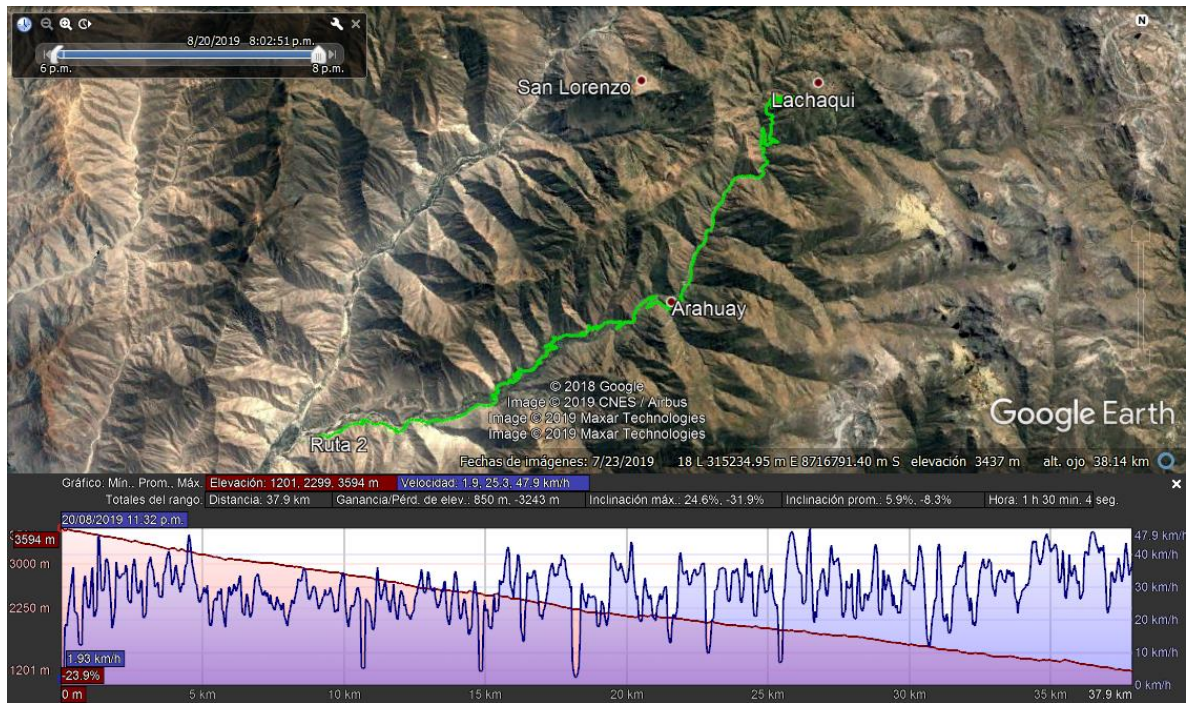 8/20/2019 8:02:51 p.m.
6 p.m. 8 p.m.
N
San Lorenzo
Lachaqui
Arahuay
Ruta 2
© 2018 Google
Image © 2019 CNES / Airbus
Image © 2019 Maxar Technologies
Image © 2019 Maxar Technologies
Google Earth
Fechas de imágenes: 7/23/2019 18 L 315234.95 m E 8716791.40 m S elevación 3437 m alt. ojo 38.14 km
Gráfico: Mín., Prom., Máx. Elevación: 1201, 2299, 3594 m Velocidad: 1.9, 25.3, 47.9 km/h
Totales del rango: Distancia: 37.9 km Ganancia/Pérd. de elev.: 850 m, -3243 m Inclinación máx.: 24.6%, -31.9% Inclinación prom.: 5.9%, -8.3% Hora: 1 h 30 min. 4 seg.
20/08/2019 11.32 p.m.
3594 m
3000 m
2250 m
1201 m
47.9 km/h
40 km/h
30 km/h
20 km/h
10 km/h
0 km/h
1.93 km/h
-23.9%
0 m 5 km 10 km 15 km 20 km 25 km 30 km 35 km 37.9 km